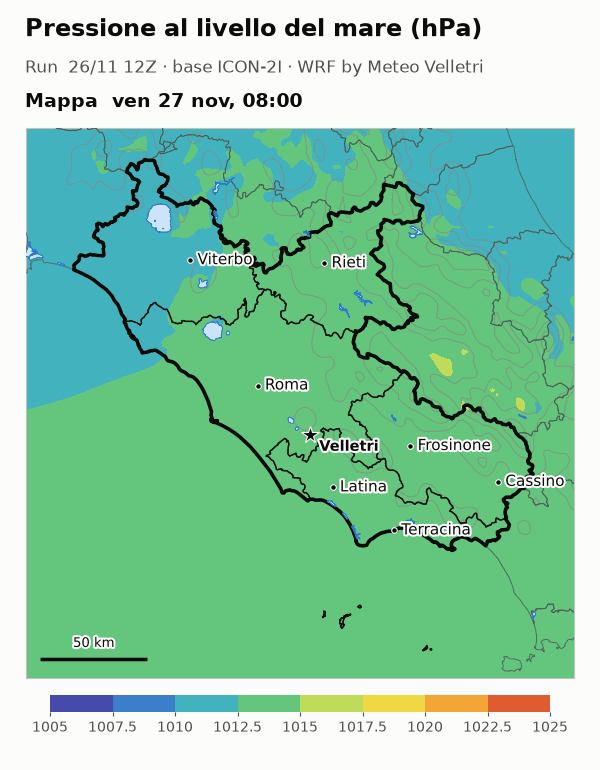 Pressione al livello del mare (hPa)
Run  26/11 12Z · base ICON-2I · WRF by Meteo Velletri
Mappa  ven 27 nov, 08:00
Viterbo
Rieti
Roma
Velletri
Frosinone
Cassino
Latina
Terracina
50 km
1005 1007.5 1010 1012.5 1015 1017.5 1020 1022.5 1025